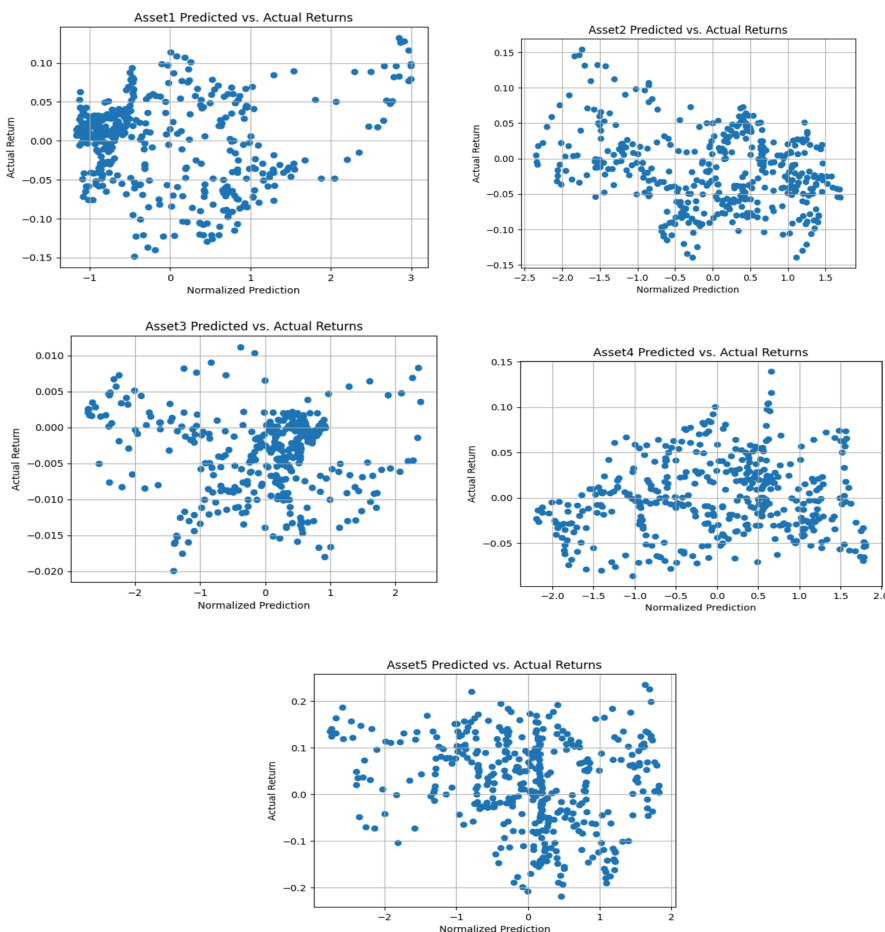 Asset1 Predicted vs. Actual Returns
Actual Return
0.10
0.05
0.00
−0.05
−0.10
−0.15
−1 0 1 2 3
Normalized Prediction
Asset2 Predicted vs. Actual Returns
Actual Return
0.15
0.10
0.05
0.00
−0.05
−0.10
−0.15
−2.5 −2.0 −1.5 −1.0 −0.5 0.0 0.5 1.0 1.5
Normalized Prediction
Asset3 Predicted vs. Actual Returns
Actual Return
0.010
0.005
0.000
−0.005
−0.010
−0.015
−0.020
−2 −1 0 1 2
Normalized Prediction
Asset4 Predicted vs. Actual Returns
Actual Return
0.15
0.10
0.05
0.00
−0.05
−2.0 −1.5 −1.0 −0.5 0.0 0.5 1.0 1.5 2.0
Normalized Prediction
Asset5 Predicted vs. Actual Returns
Actual Return
0.2
0.1
0.0
−0.1
−0.2
−2 −1 0 1 2
Normalized Prediction